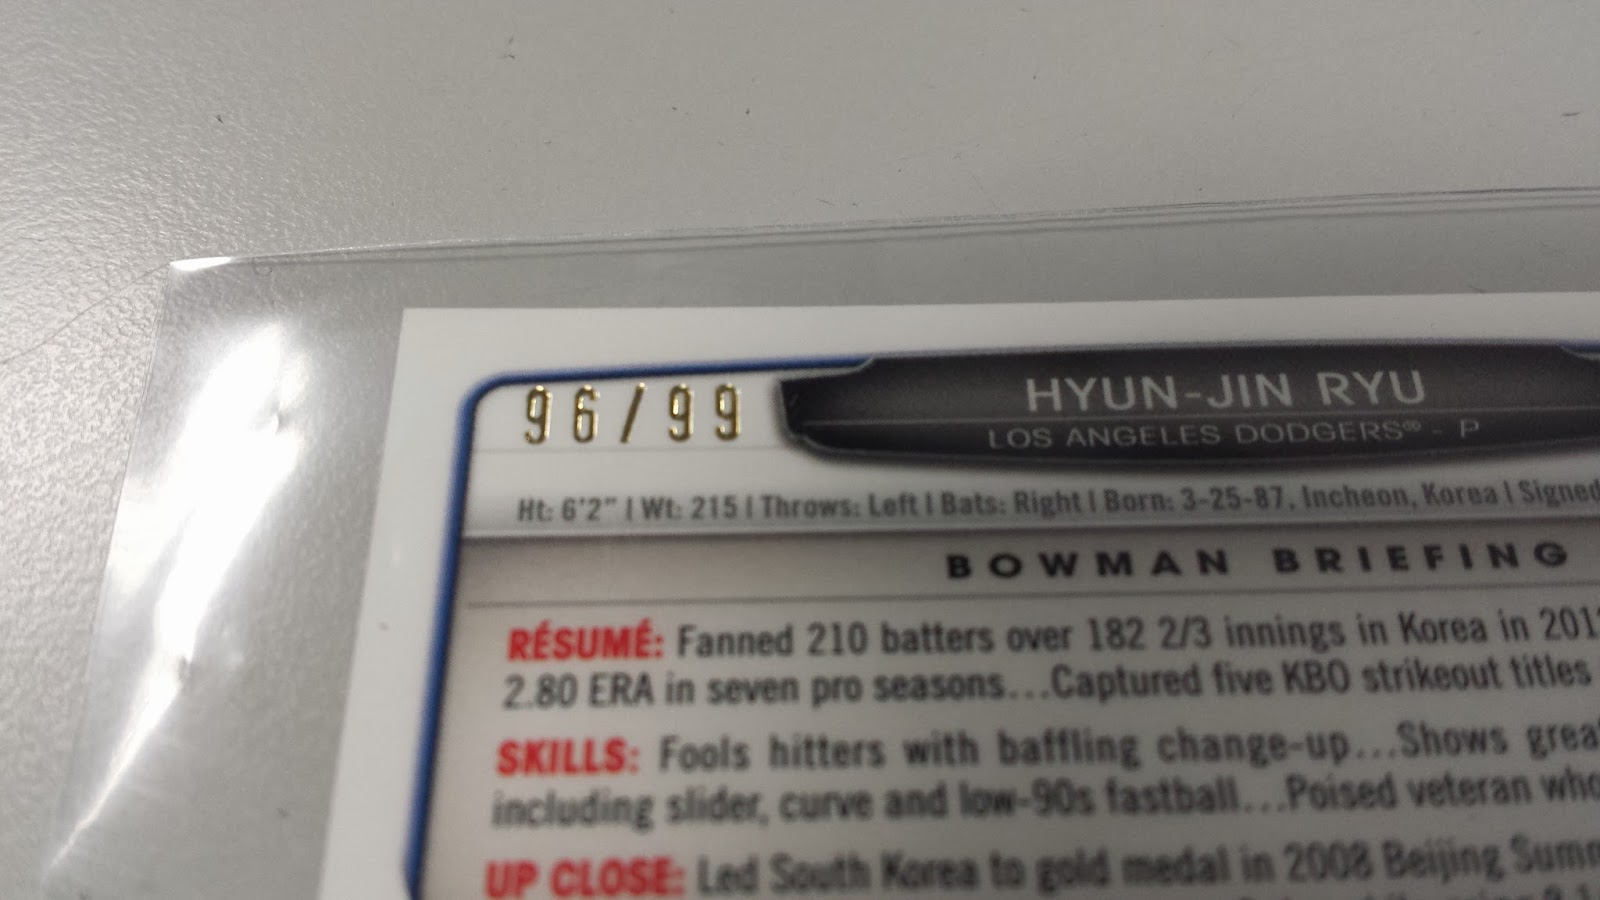 96/99
HYUN-JIN RYU
LOS ANGELES DODGERS® - P
Ht: 6'2" | Wt: 215 | Throws: Left | Bats: Right | Born: 3-25-87, Incheon, Korea | Signed
BOWMAN BRIEFING
RÉSUMÉ: Fanned 210 batters over 182 2/3 innings in Korea in
2.80 ERA in seven pro seasons...Captured five KBO strikeout titles
SKILLS: Fools hitters with baffling change-up...Shows
including slider, curve and low-90s fastball...Poised veteran
UP CLOSE: Led South Korea to gold medal in 2008 Beijing